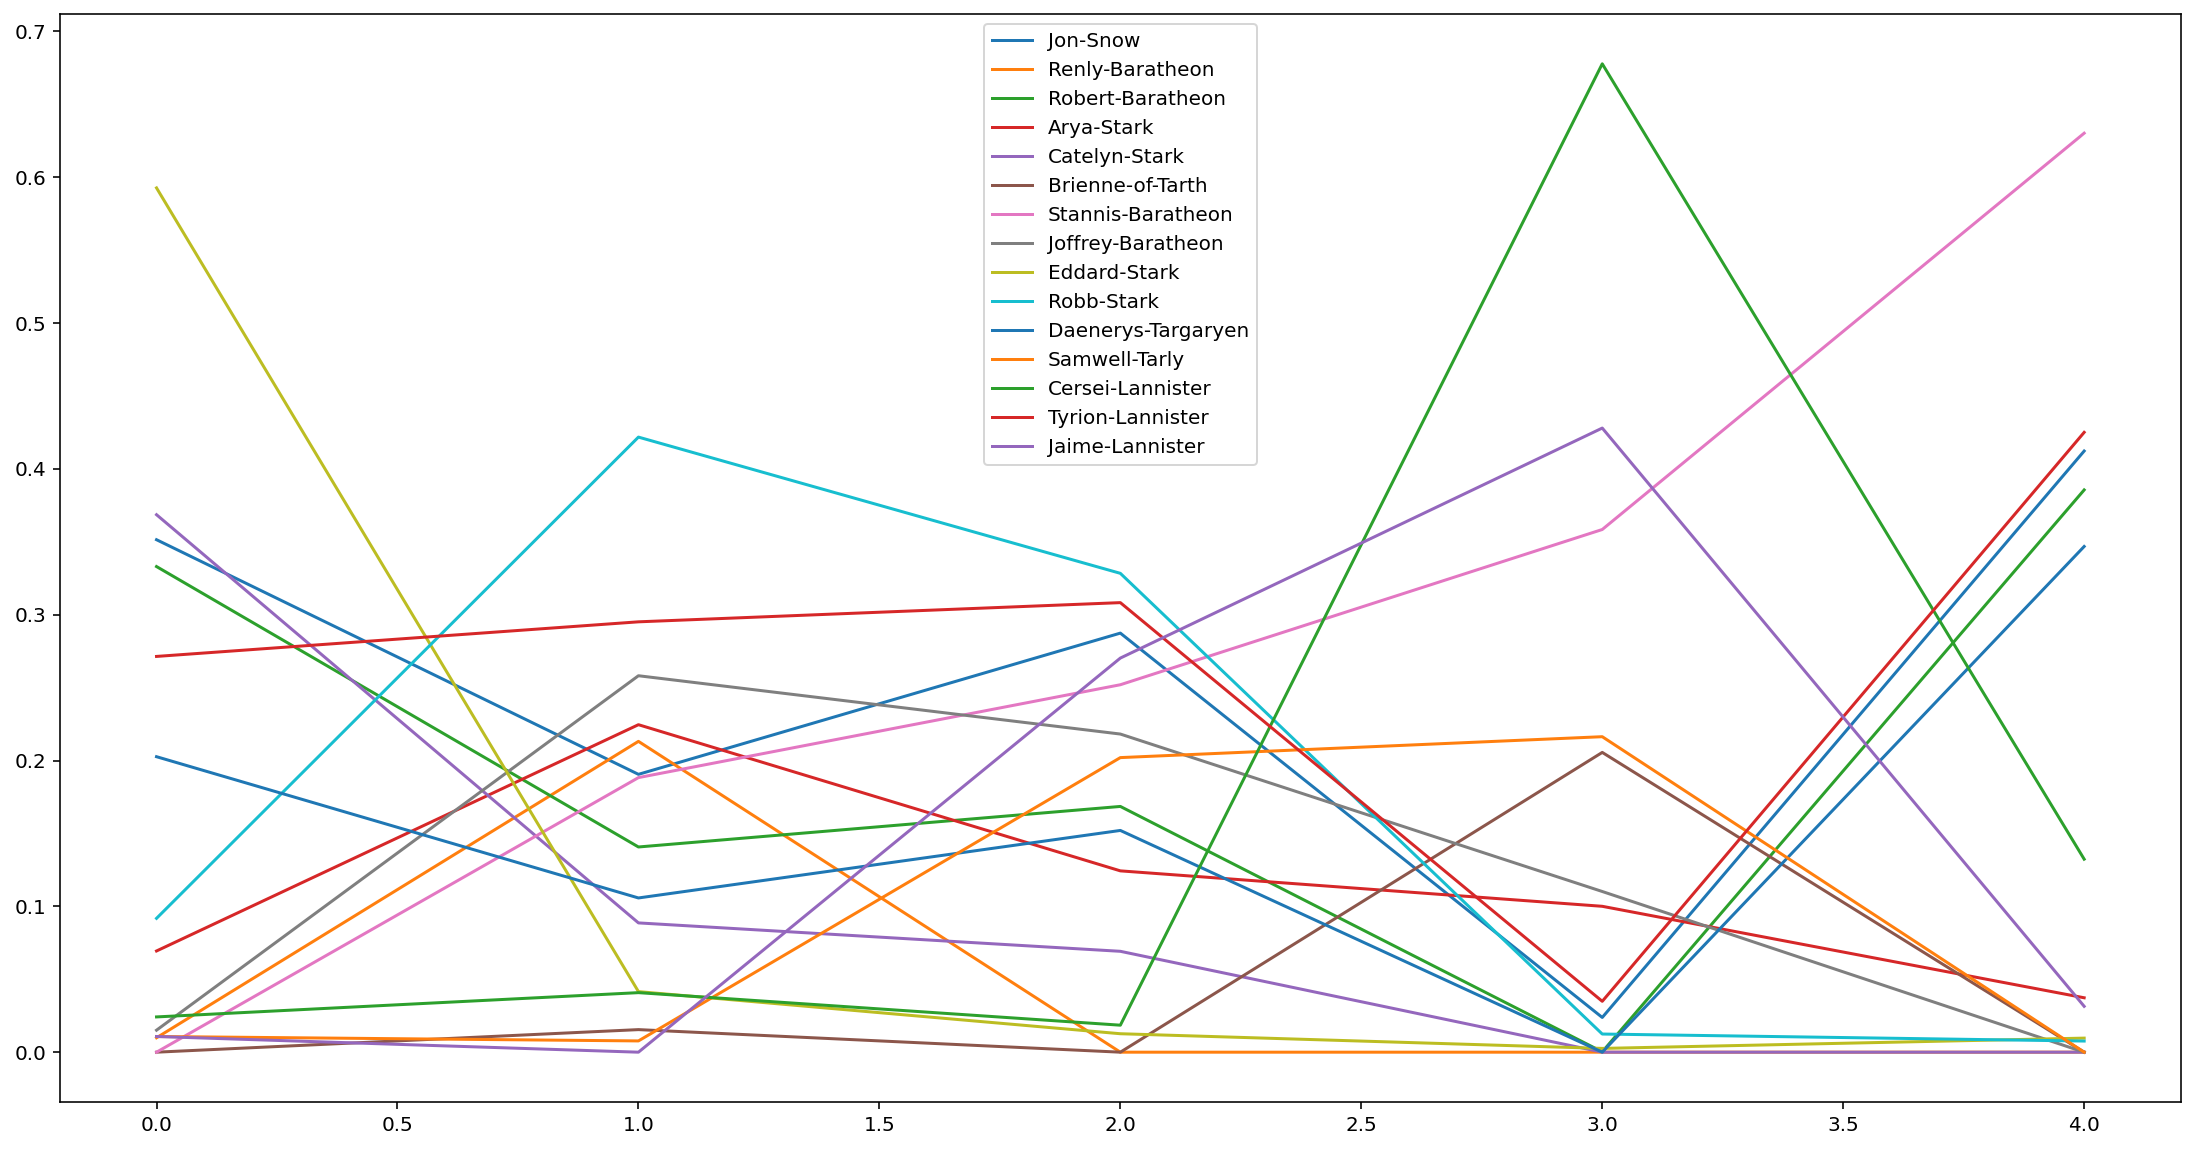 0.7
0.6
0.5
0.4
0.3
0.2
0.1
0.0
Jon-Snow
Renly-Baratheon
Robert-Baratheon
Arya-Stark
Catelyn-Stark
Brienne-of-Tarth
Stannis-Baratheon
Joffrey-Baratheon
Eddard-Stark
Robb-Stark
Daenerys-Targaryen
Samwell-Tarly
Cersei-Lannister
Tyrion-Lannister
Jaime-Lannister
0.0 0.5 1.0 1.5 2.0 2.5 3.0 3.5 4.0